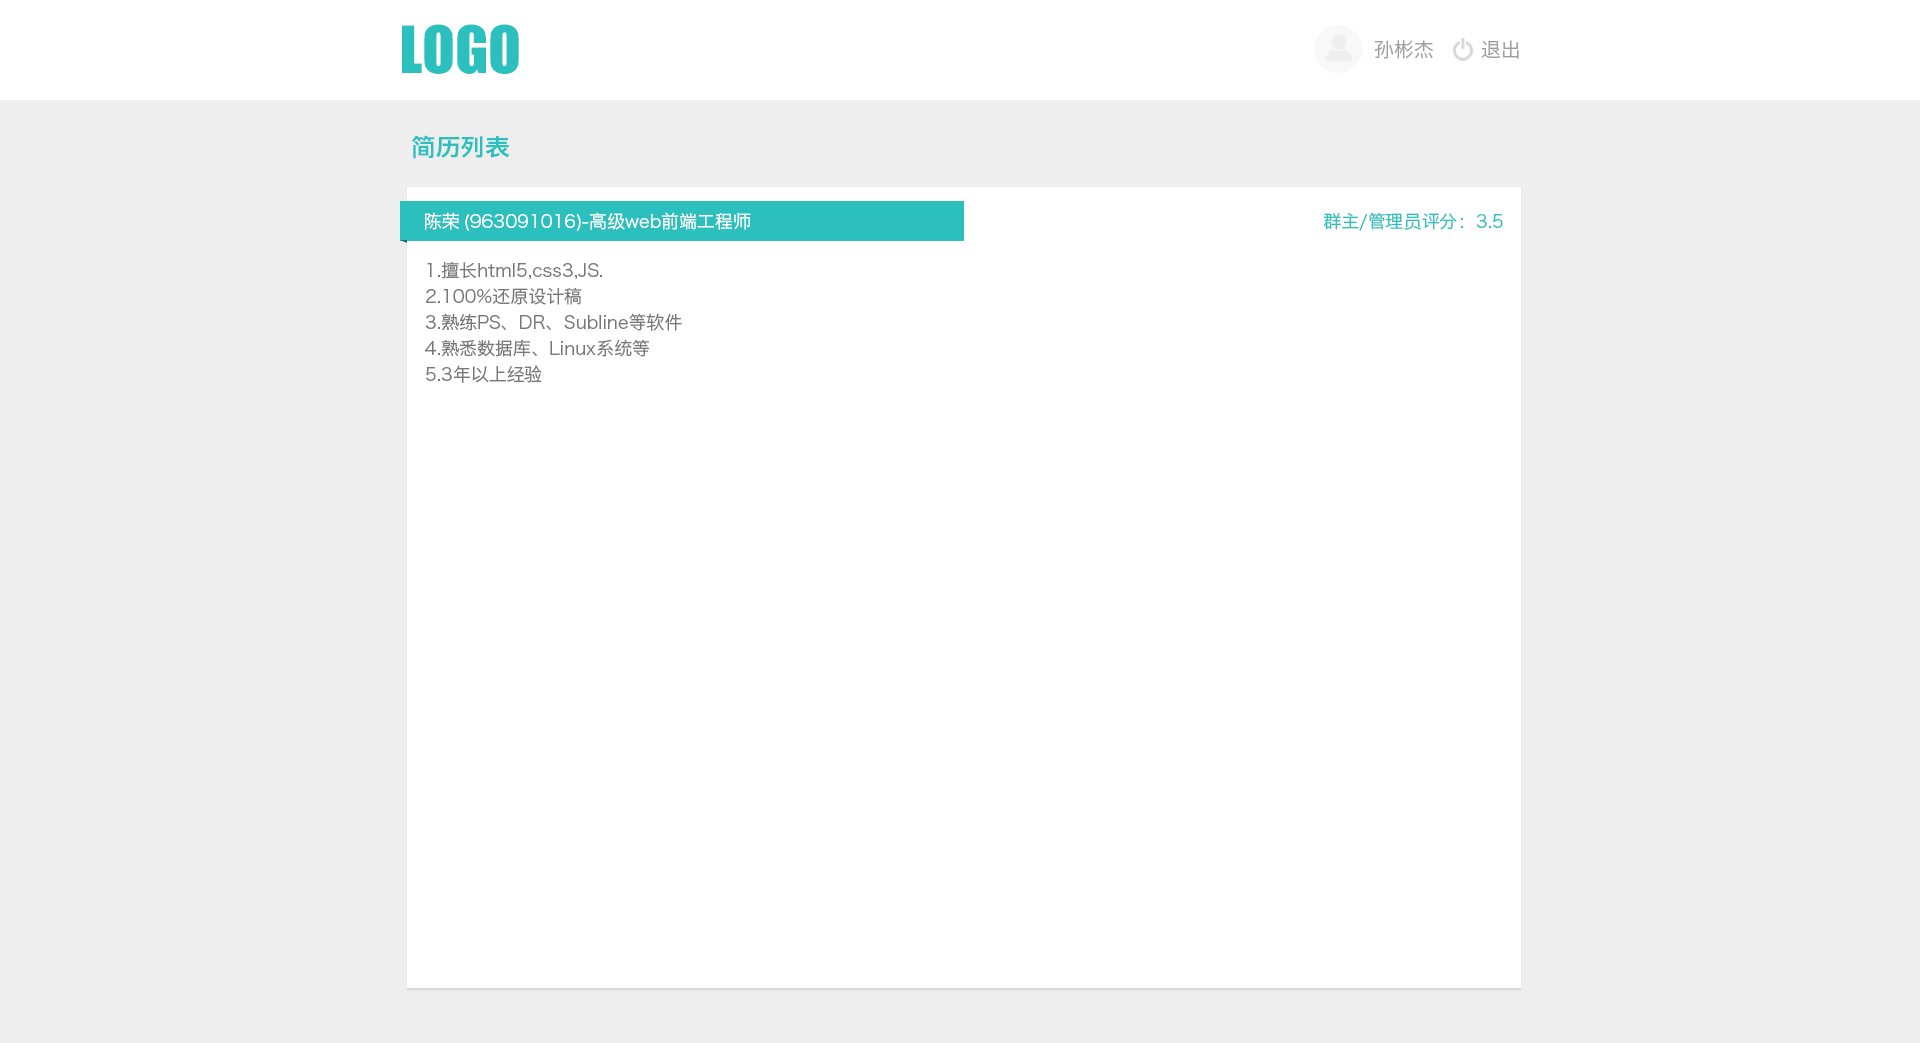 LOGO
孙彬杰 退出
简历列表
陈荣 (963091016)-高级web前端工程师
群主/管理员评分：3.5
1.擅长html5,css3,JS.
2.100%还原设计稿
3.熟练PS、DR、Subline等软件
4.熟悉数据库、Linux系统等
5.3年以上经验